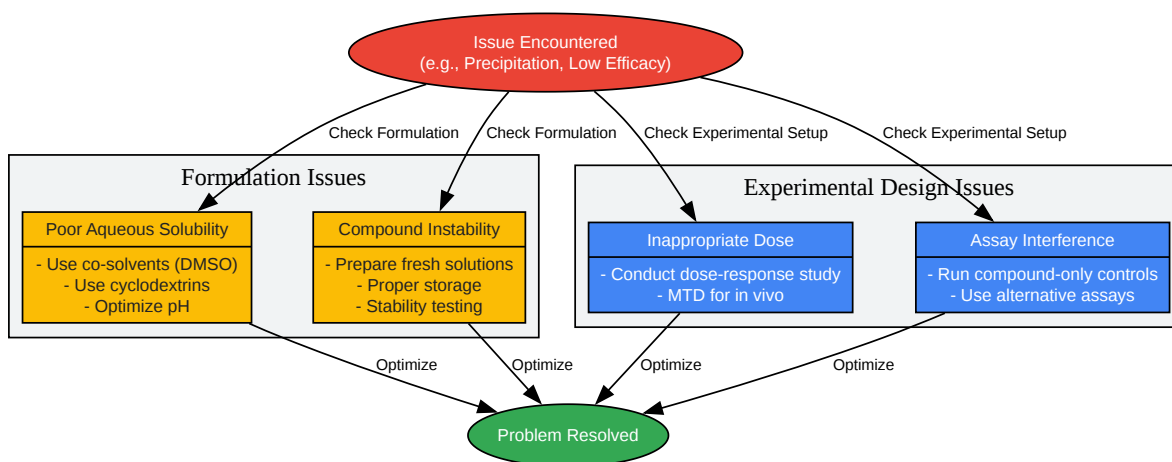 Issue Encountered
(e.g., Precipitation, Low Efficacy)
Check Formulation
Check Formulation
Check Experimental Setup
Check Experimental Setup
Formulation Issues
Experimental Design Issues
Poor Aqueous Solubility
- Use co-solvents (DMSO)
- Use cyclodextrins
- Optimize pH
Compound Instability
- Prepare fresh solutions
- Proper storage
- Stability testing
Inappropriate Dose
- Conduct dose-response study
- MTD for in vivo
Assay Interference
- Run compound-only controls
- Use alternative assays
Optimize
Optimize
Optimize
Optimize
Problem Resolved